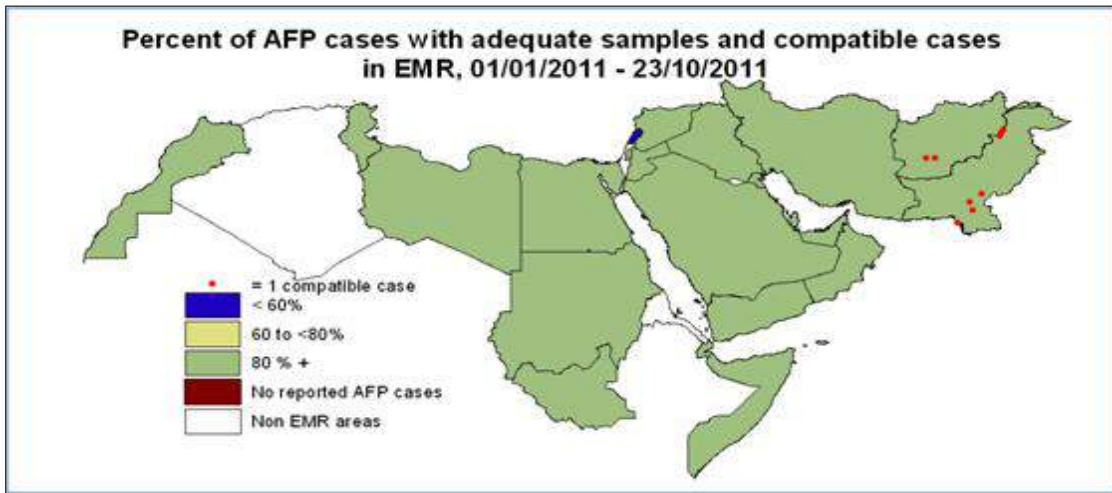 Percent of AFP cases with adequate samples and compatible cases
in EMR, 01/01/2011 - 23/10/2011
= 1 compatible case
< 60%
60 to <80%
80 % +
No reported AFP cases
Non EMR areas